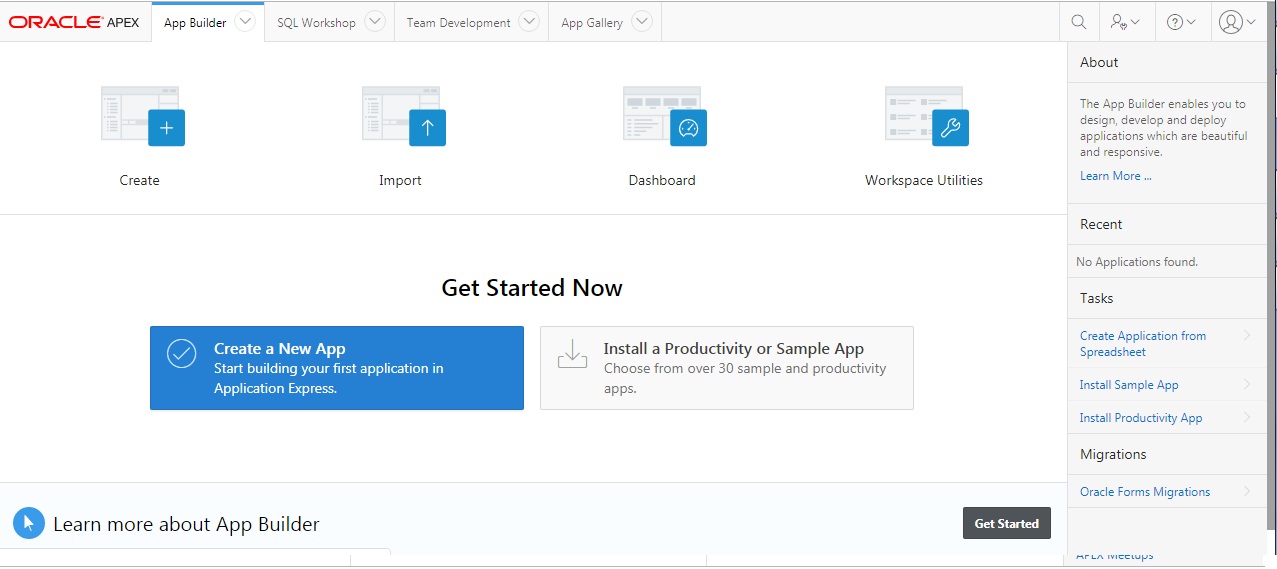 ORACLE APEX App Builder SQL Workshop Team Development App Gallery
Create Import Dashboard Workspace Utilities
Get Started Now
Create a New App
Start building your first application in
Application Express.
Install a Productivity or Sample App
Choose from over 30 sample and productivity
apps.
Learn more about App Builder
Get Started
About
The App Builder enables you to
design, develop and deploy
applications which are beautiful
and responsive.
Learn More ...
Recent
No Applications found.
Tasks
Create Application from
Spreadsheet
Install Sample App
Install Productivity App
Migrations
Oracle Forms Migrations
APEX Meetups